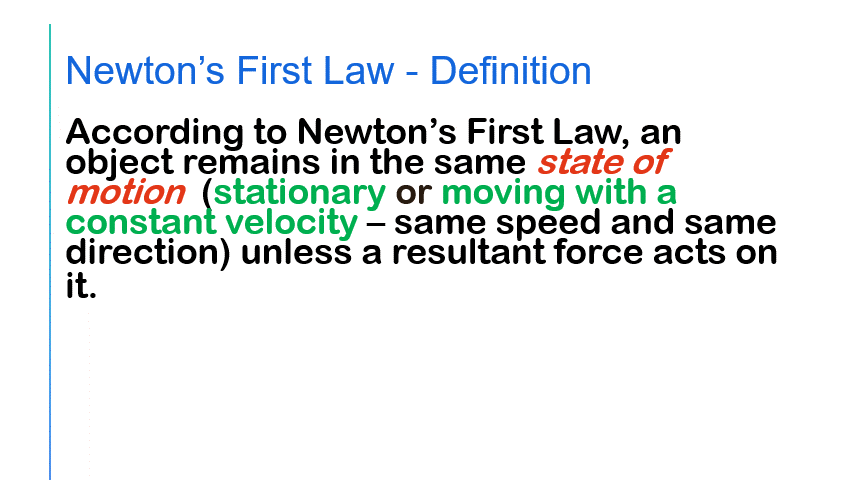 Newton’s First Law - Definition
According to Newton’s First Law, an
object remains in the same state of
motion (stationary or moving with a
constant velocity – same speed and same
direction) unless a resultant force acts on
it.